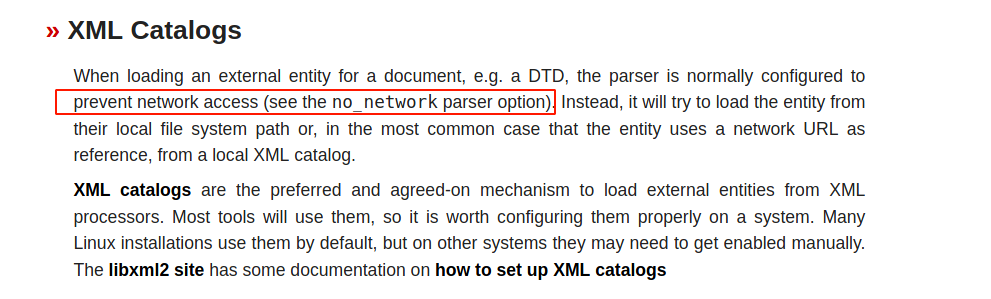 » XML Catalogs
When loading an external entity for a document, e.g. a DTD, the parser is normally configured to
prevent network access (see the no_network parser option). Instead, it will try to load the entity from
their local file system path or, in the most common case that the entity uses a network URL as
reference, from a local XML catalog.
XML catalogs are the preferred and agreed-on mechanism to load external entities from XML
processors. Most tools will use them, so it is worth configuring them properly on a system. Many
Linux installations use them by default, but on other systems they may need to get enabled manually.
The libxml2 site has some documentation on how to set up XML catalogs